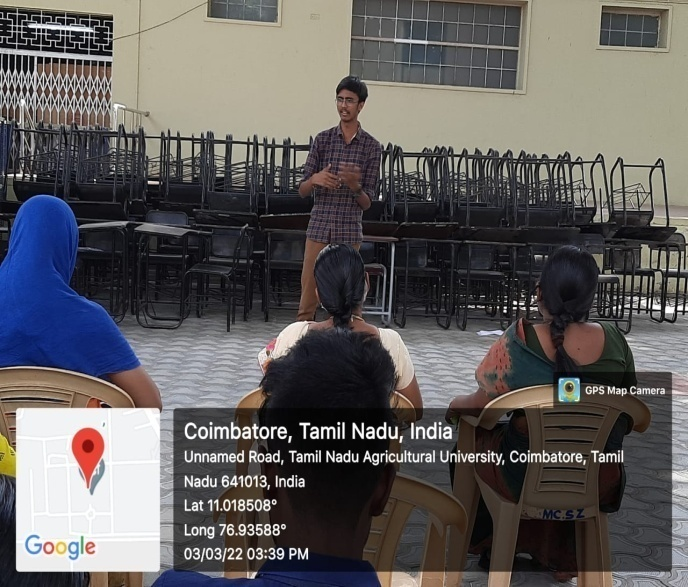 GPS Map Camera
Coimbatore, Tamil Nadu, India
Unnamed Road, Tamil Nadu Agricultural University, Coimbatore, Tamil
Nadu 641013, India
Lat 11.018508°
Long 76.93588°
03/03/22 03:39 PM
Google
MC.S.Z